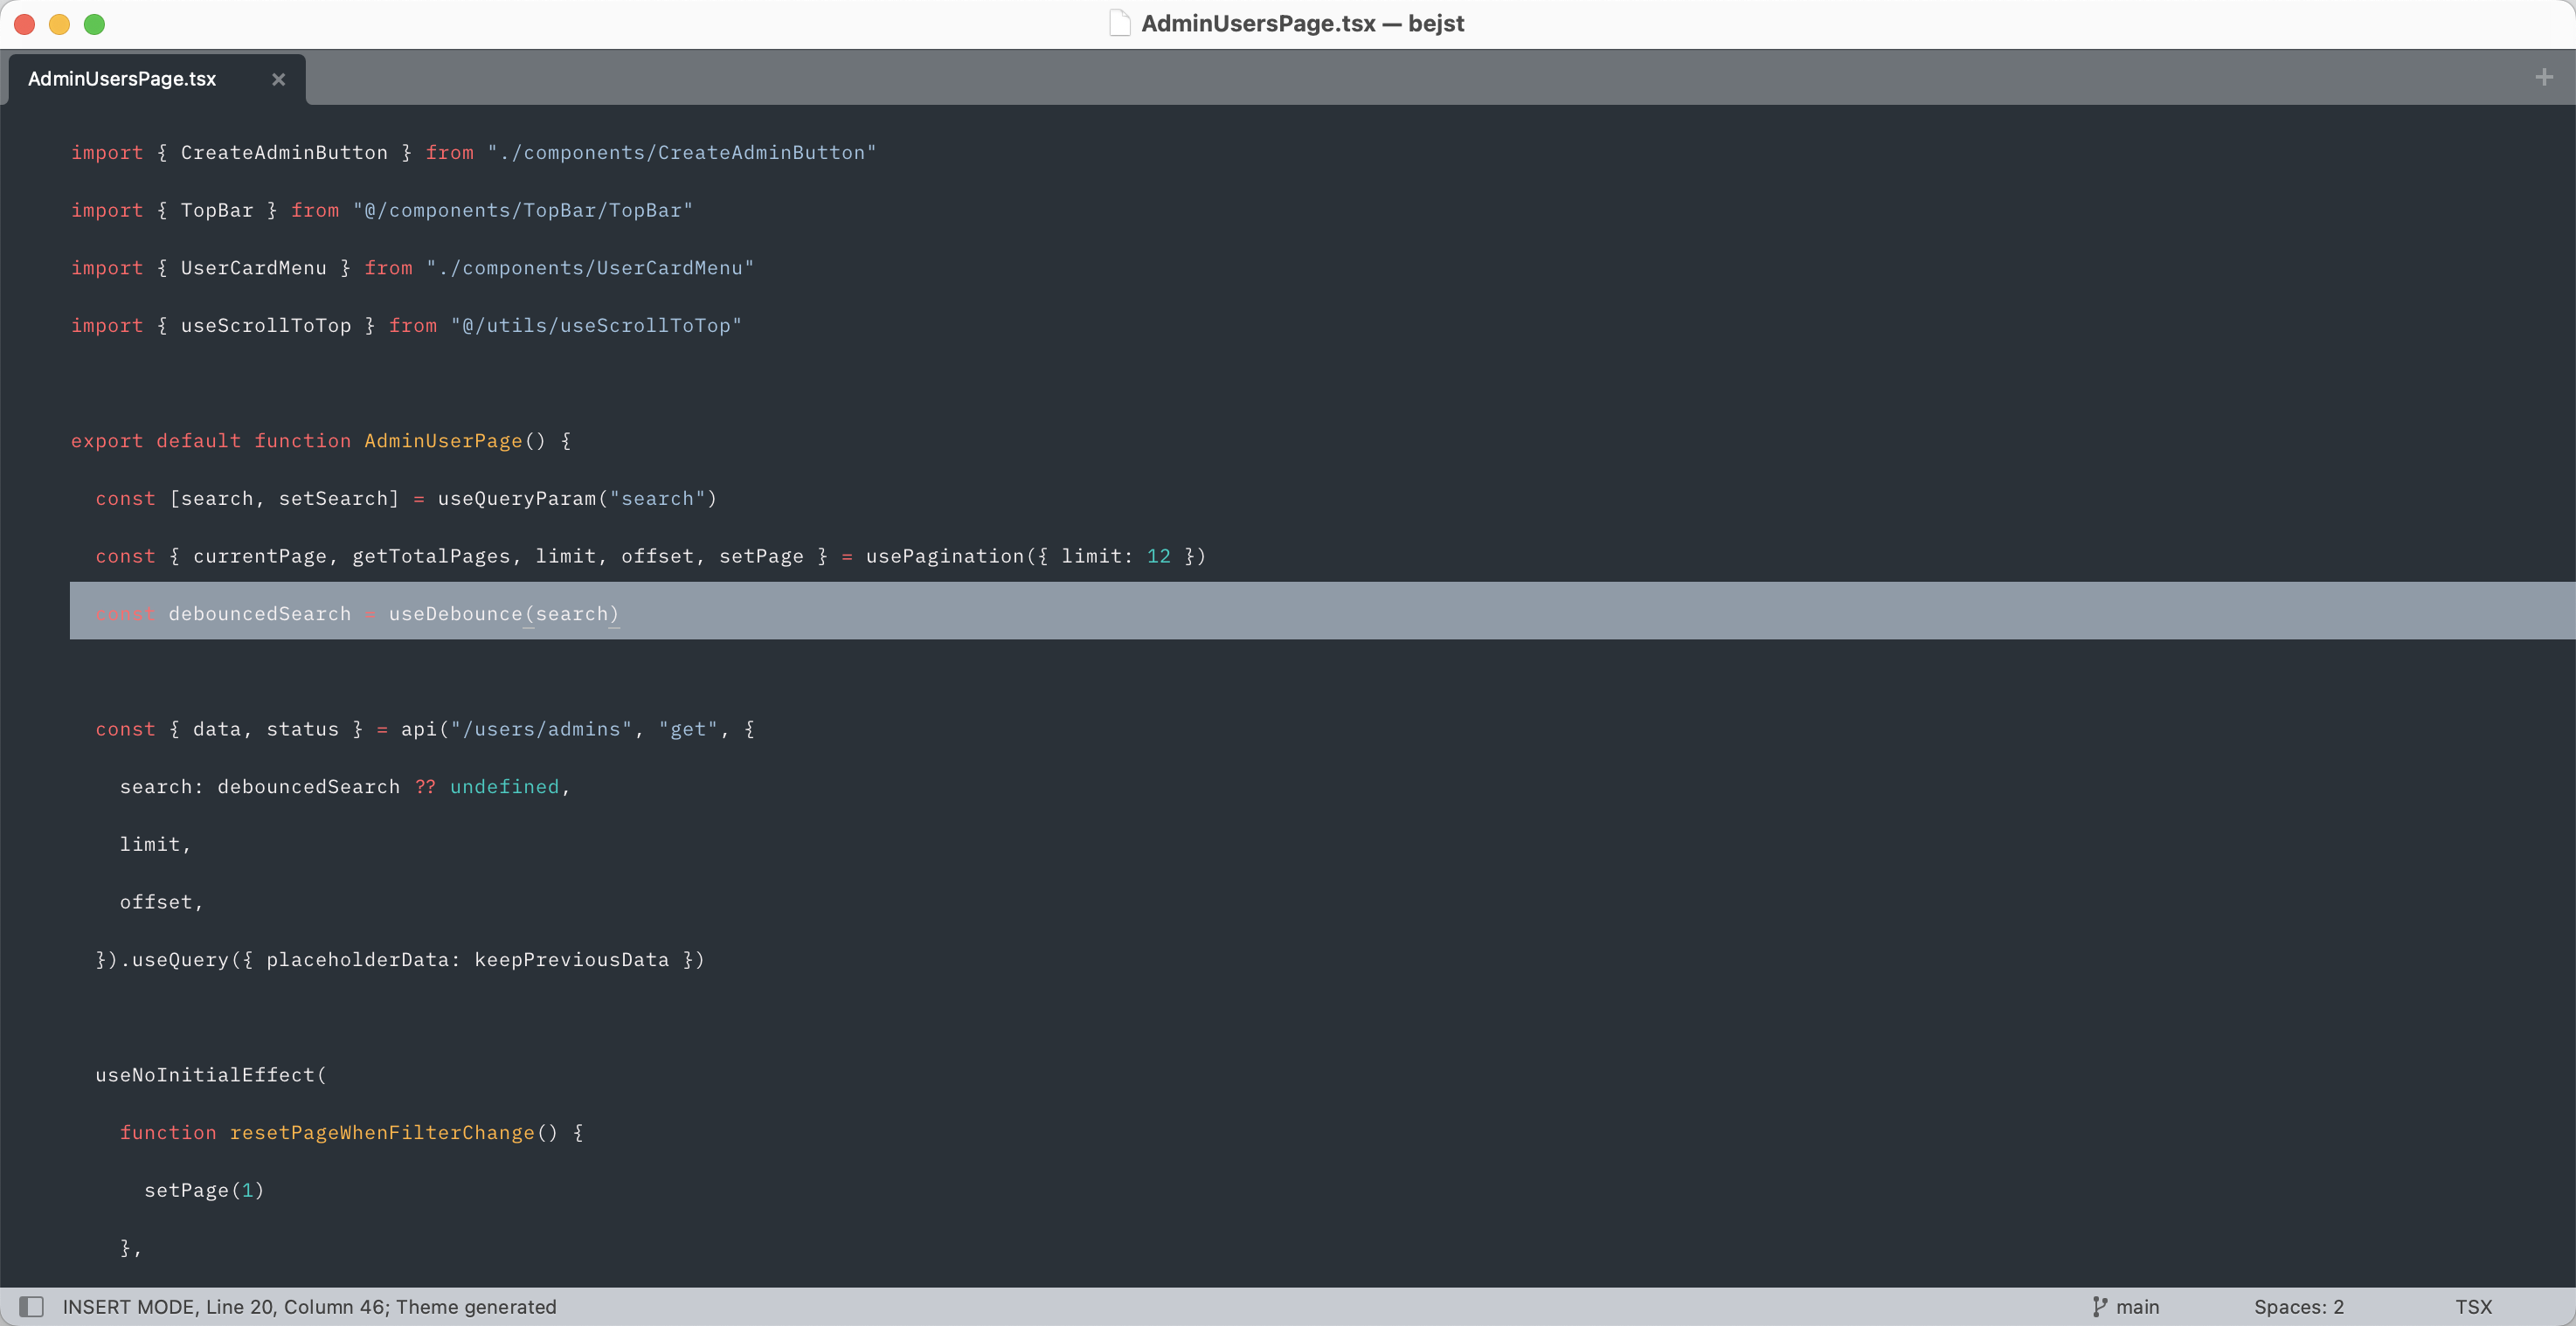 AdminUsersPage.tsx — bejst
AdminUsersPage.tsx
import { CreateAdminButton } from "./components/CreateAdminButton"
import { TopBar } from "@/components/TopBar/TopBar"
import { UserCardMenu } from "./components/UserCardMenu"
import { useScrollToTop } from "@/utils/useScrollToTop"
export default function AdminUserPage() {
const [search, setSearch] = useQueryParam("search")
const { currentPage, getTotalPages, limit, offset, setPage } = usePagination({ limit: 12 })
const debouncedSearch = useDebounce(search)
const { data, status } = api("/users/admins", "get", {
search: debouncedSearch ?? undefined,
limit,
offset,
}).useQuery({ placeholderData: keepPreviousData })
useNoInitialEffect(
function resetPageWhenFilterChange() {
setPage(1)
},
INSERT MODE, Line 20, Column 46; Theme generated
main
Spaces: 2
TSX